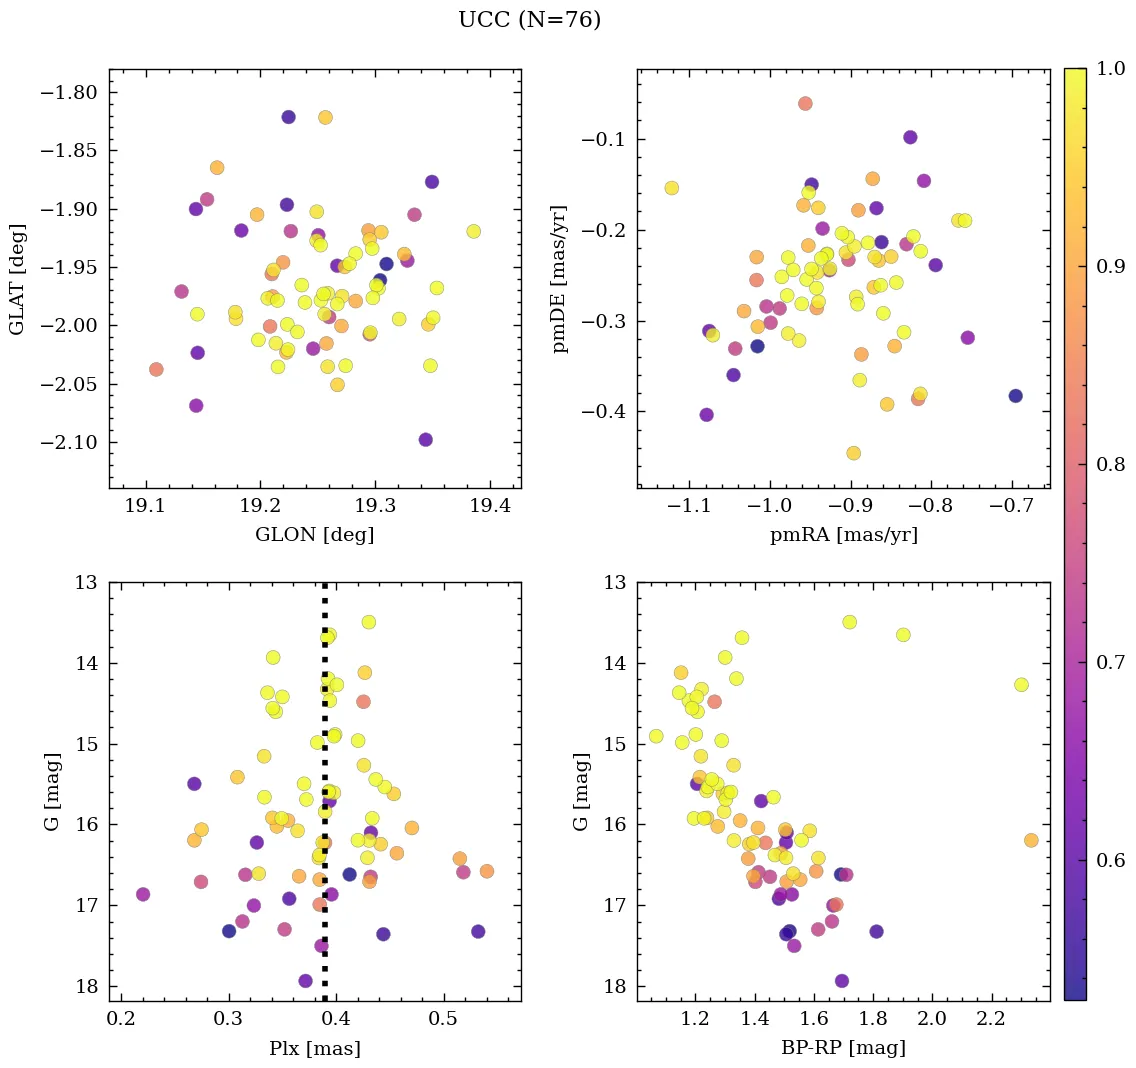 UCC (N=76)
−1.80
−1.85
−1.90
−1.95
−2.00
−2.05
−2.10
GLAT [deg]
19.1 19.2 19.3 19.4
GLON [deg]
−0.1
−0.2
−0.3
−0.4
pmDE [mas/yr]
−1.1 −1.0 −0.9 −0.8 −0.7
pmRA [mas/yr]
1.0
0.9
0.8
0.7
0.6
13
14
15
16
17
18
G [mag]
0.2 0.3 0.4 0.5
Plx [mas]
13
14
15
16
17
18
G [mag]
1.2 1.4 1.6 1.8 2.0 2.2
BP-RP [mag]